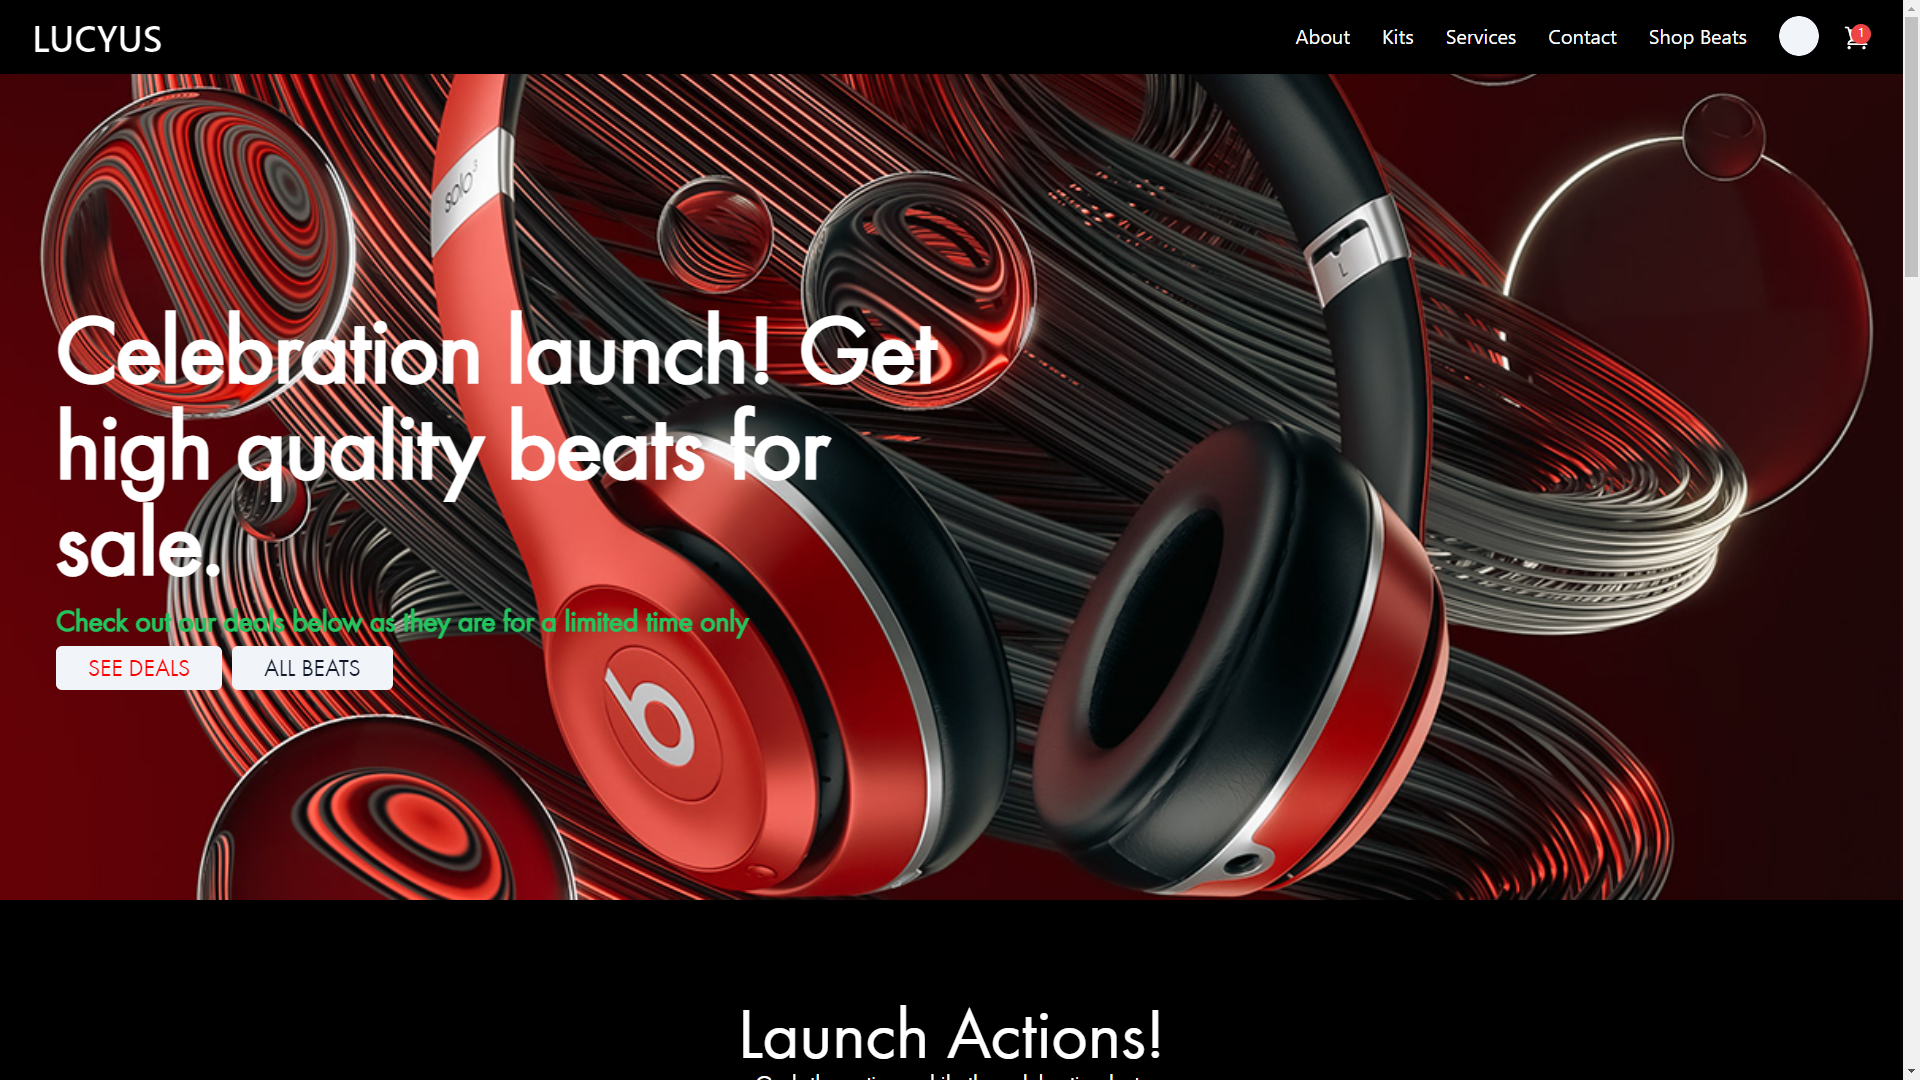 LUCYUS
About
Kits
Services
Contact
Shop Beats
1
solo3
L
Celebration launch! Get
high quality beats for
sale.
Check out our deals below as they are for a limited time only
SEE DEALS
ALL BEATS
b
Launch Actions!